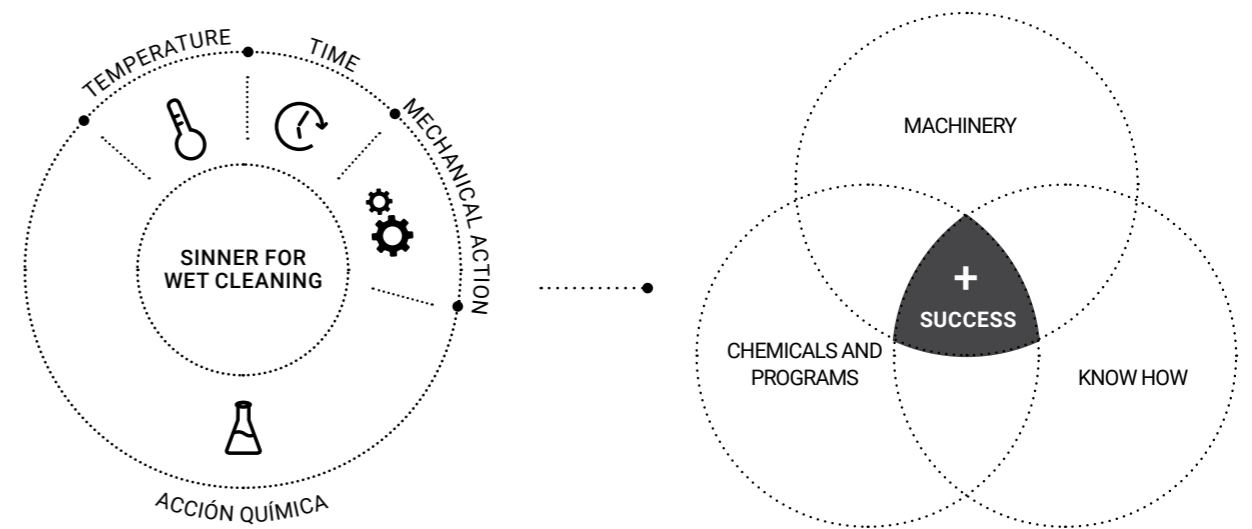 TEMPERATURE
TIME
MECHANICAL ACTION
SINNER FOR
WET CLEANING
ACCIÓN QUÍMICA
MACHINERY
+
SUCCESS
CHEMICALS AND
PROGRAMS
KNOW HOW